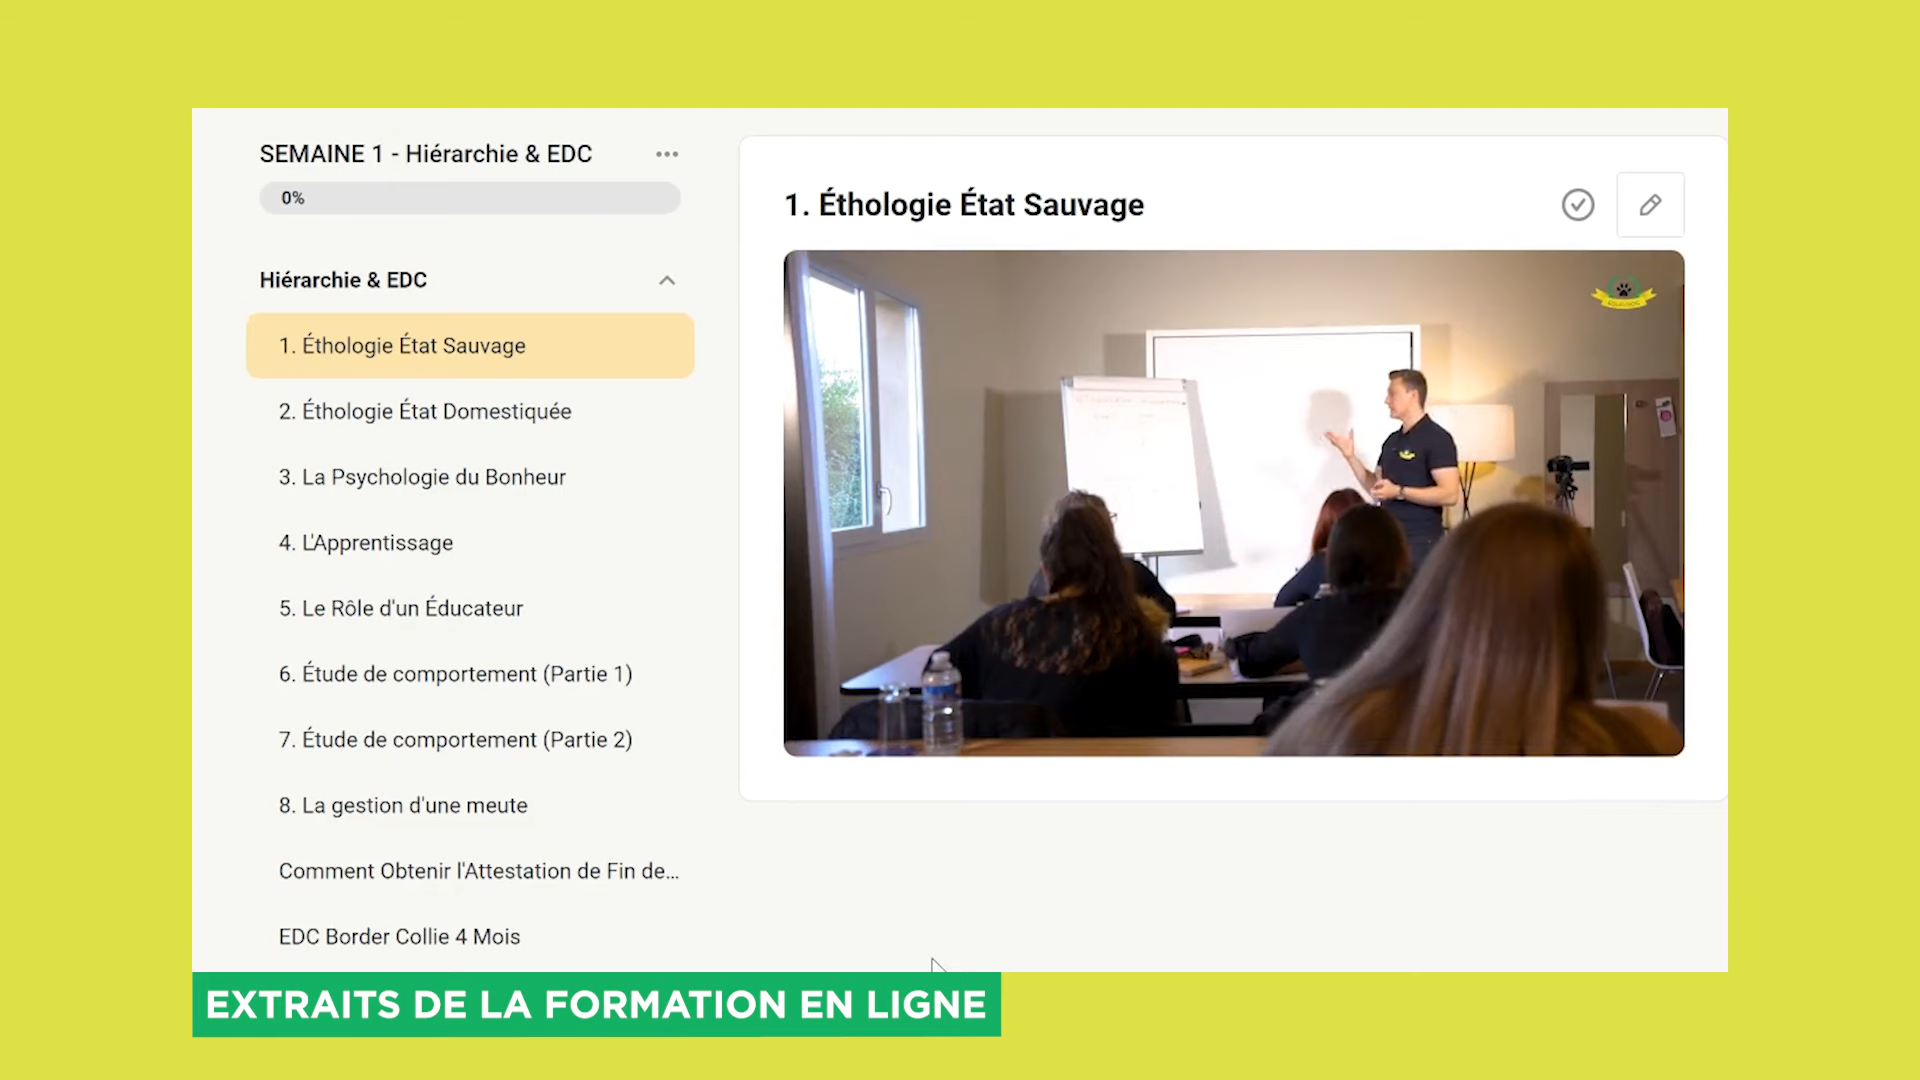 SEMAINE 1 - Hiérarchie & EDC
0%
Hiérarchie & EDC
1. Éthologie État Sauvage
2. Éthologie État Domestiquée
3. La Psychologie du Bonheur
4. L'Apprentissage
5. Le Rôle d'un Éducateur
6. Étude de comportement (Partie 1)
7. Étude de comportement (Partie 2)
8. La gestion d'une meute
Comment Obtenir l'Attestation de Fin de...
EDC Border Collie 4 Mois
1. Éthologie État Sauvage
EXTRAITS DE LA FORMATION EN LIGNE